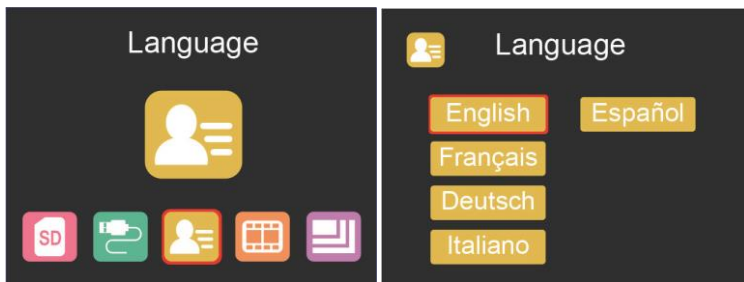 Language
SD
Language
English
Español
Français
Deutsch
Italiano